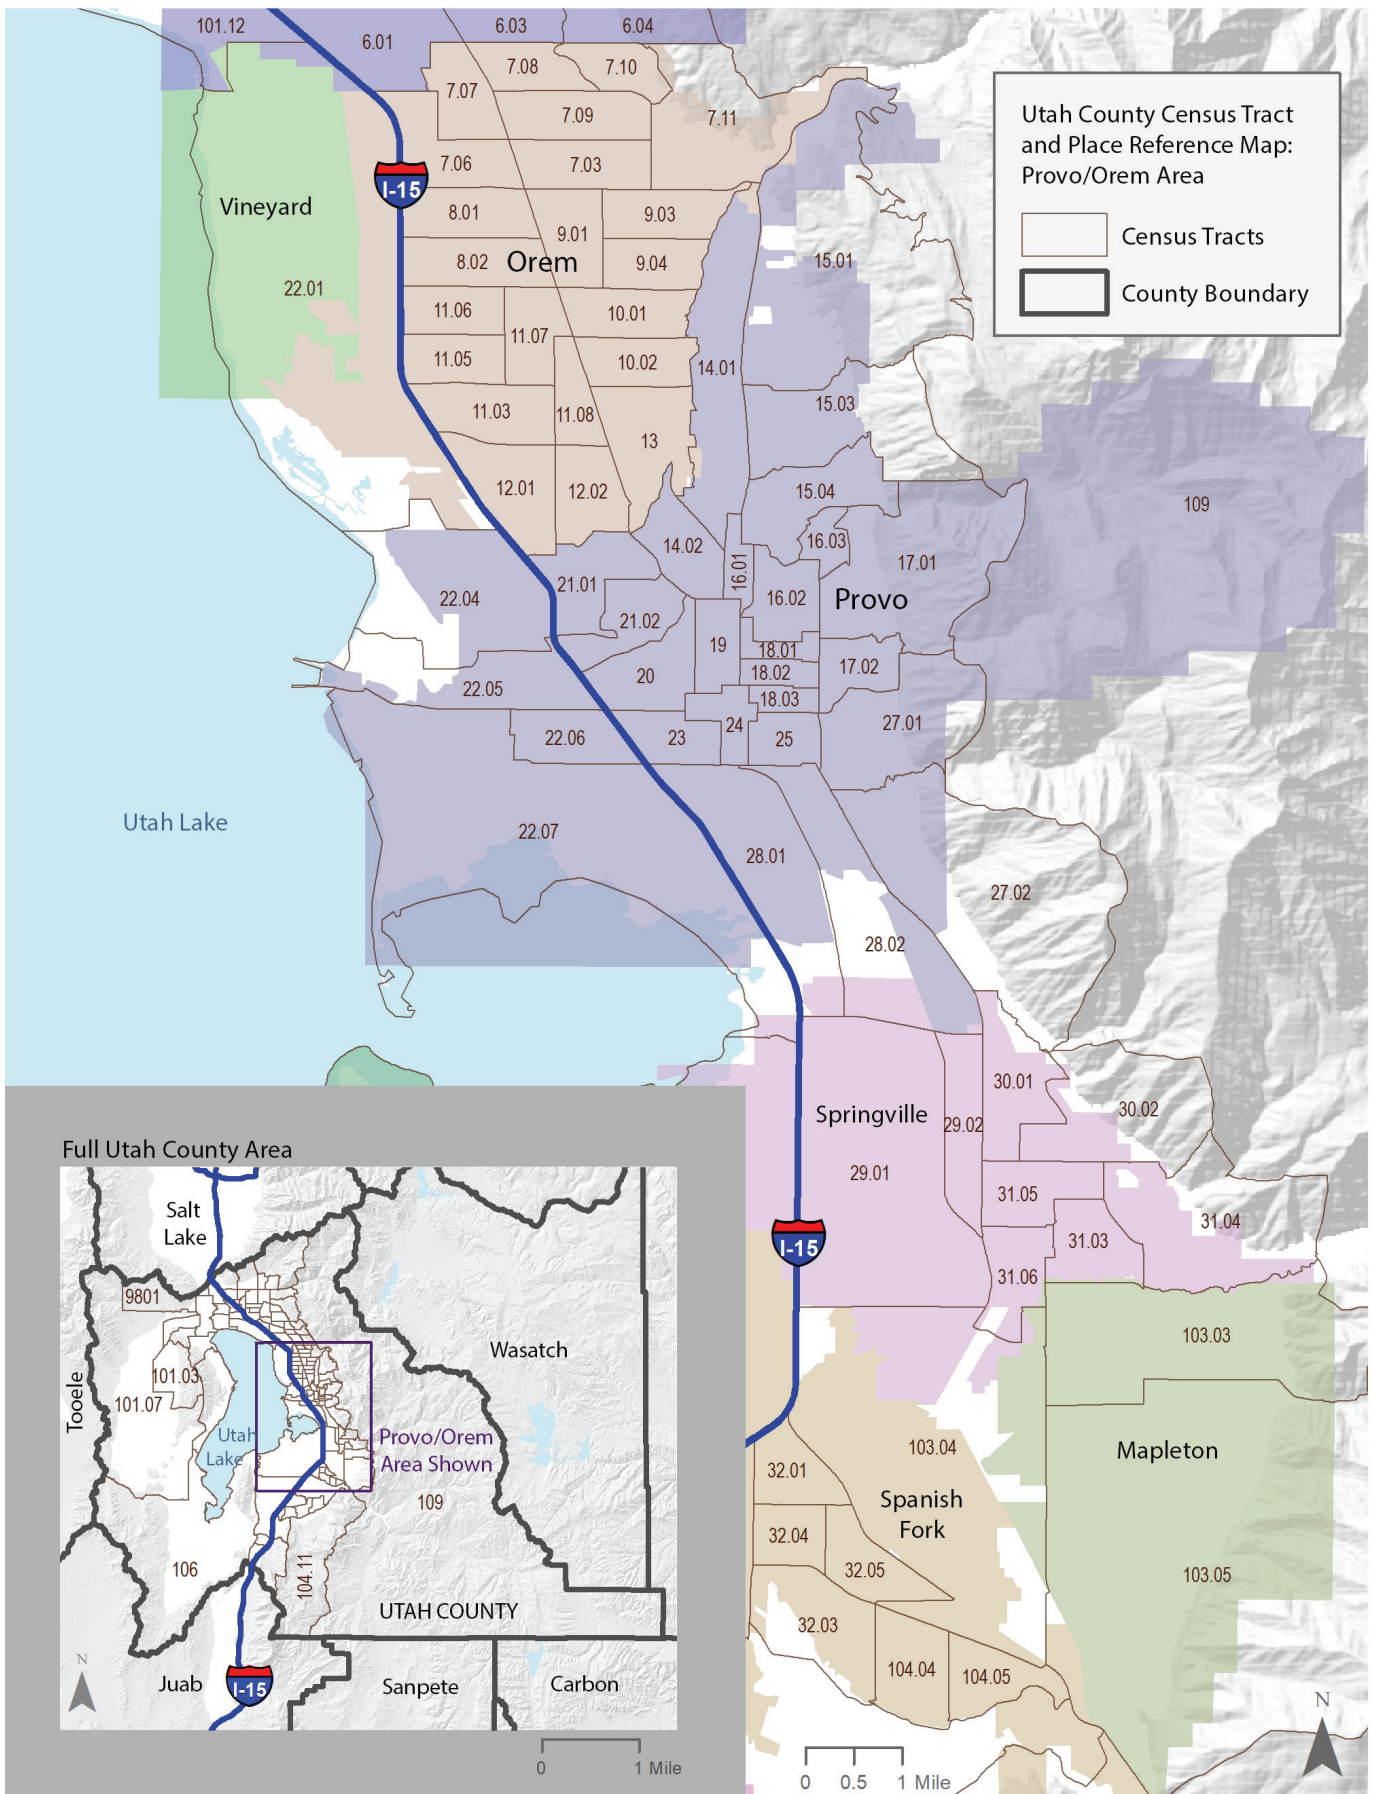 101.12
6.01
6.03
6.04
7.08
7.10
7.07
7.09
7.11
Utah County Census Tract
and Place Reference Map:
Provo/Orem Area
Census Tracts
County Boundary
7.06
7.03
I-15
Vineyard
8.01
9.03
9.01
8.02
Orem
9.04
15.01
22.01
11.06
10.01
11.07
11.05
10.02
14.01
15.03
11.03
11.08
13
12.01
12.02
15.04
109
14.02
16.03
16.01
17.01
21.01
22.04
16.02
Provo
21.02
19
18.01
17.02
20
18.02
22.05
18.03
27.01
24
22.06
23
25
Utah Lake
22.07
28.01
27.02
28.02
30.01
30.02
Springville
29.02
29.01
31.05
31.04
31.03
I-15
31.06
103.03
103.04
Mapleton
32.01
Spanish
Fork
32.04
32.05
103.05
32.03
104.04
104.05
N
0 0.5 1 Mile
Full Utah County Area
Salt
Lake
9801
Wasatch
Tooele
101.03
101.07
Utah
Lake
Provo/Orem
Area Shown
109
106
104.11
UTAH COUNTY
N
Juab
I-15
Sanpete
Carbon
0 1 Mile